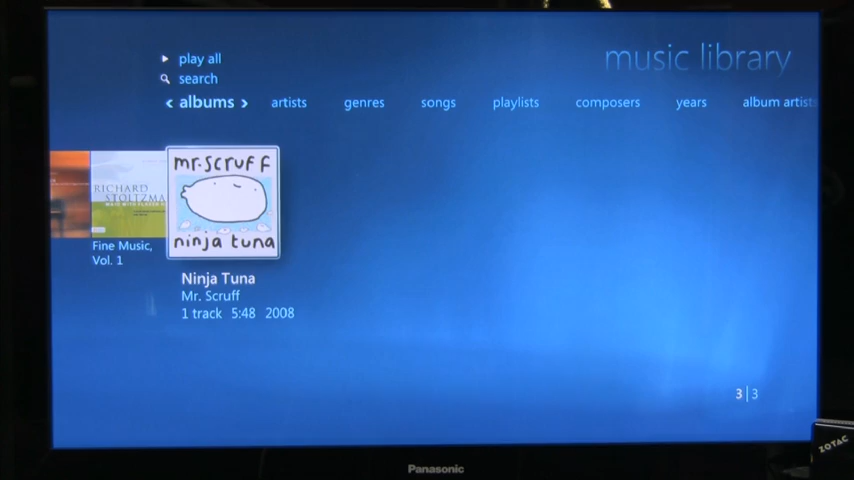 play all
music library
search
< albums > artists genres songs playlists composers years album artists
mr. scruff
RICHARD
STOLTZMA
ninja tuna
Fine Music,
Vol. 1
Ninja Tuna
Mr. Scruff
1 track 5:48 2008
3|3
ZOTAC
Panasonic